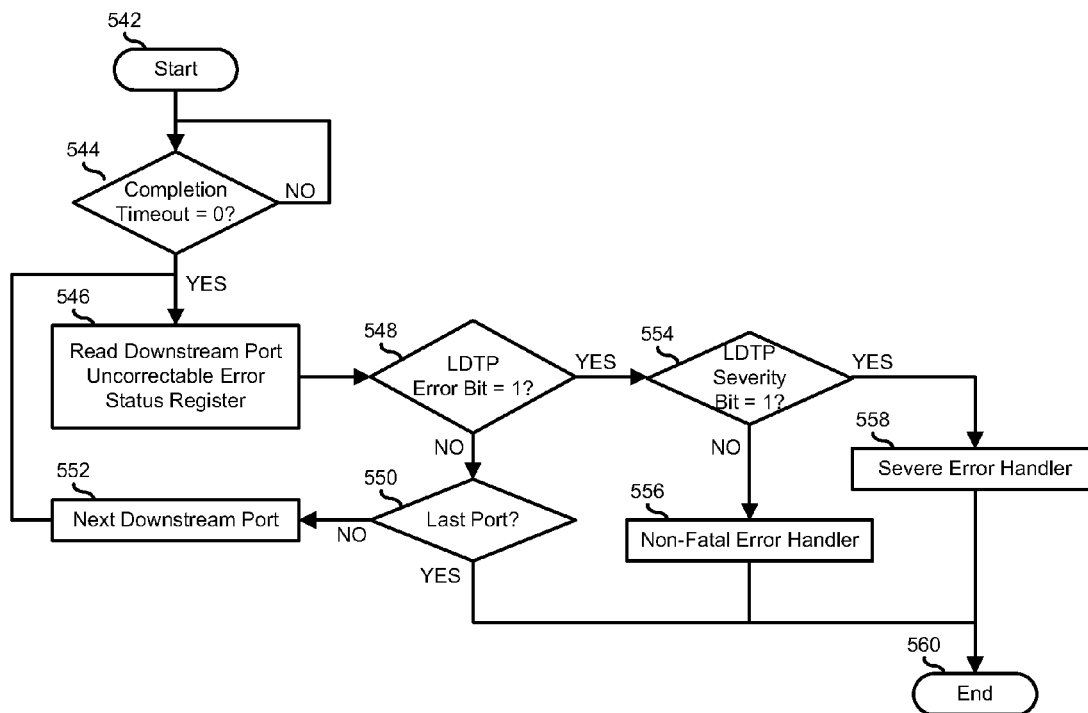 542
Start
544
Completion
Timeout = 0?
NO
YES
546
Read Downstream Port
Uncorrectable Error
Status Register
548
LDTP
Error Bit = 1?
YES
NO
554
LDTP
Severity
Bit = 1?
YES
NO
558
Severe Error Handler
552
Next Downstream Port
550
Last Port?
NO
YES
556
Non-Fatal Error Handler
560
End